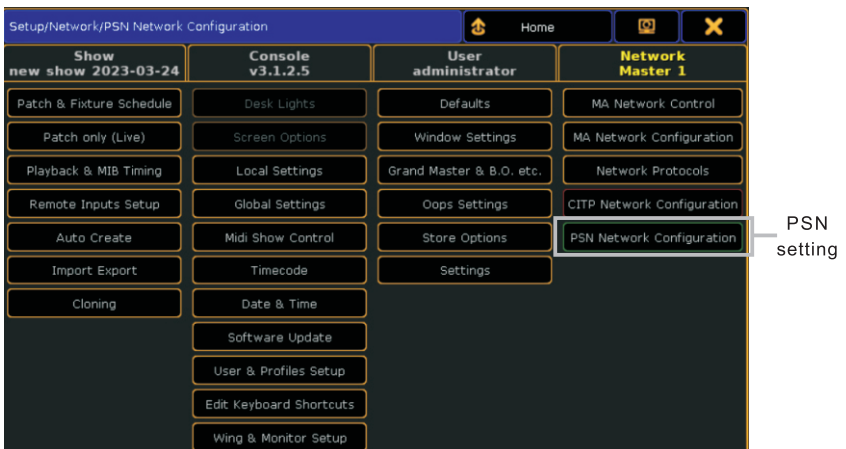 Setup/Network/PSN Network Configuration
Home
Show
new show 2023-03-24
Console
v3.1.2.5
User
administrator
Network
Master 1
Patch & Fixture Schedule
Patch only (Live)
Playback & MIB Timing
Remote Inputs Setup
Auto Create
Import Export
Cloning
Desk Lights
Screen Options
Local Settings
Global Settings
Midi Show Control
Timecode
Date & Time
Software Update
User & Profiles Setup
Edit Keyboard Shortcuts
Wing & Monitor Setup
Defaults
Window Settings
Grand Master & B.O. etc.
Oops Settings
Store Options
Settings
MA Network Control
MA Network Configuration
Network Protocols
CITP Network Configuration
PSN Network Configuration
PSN
setting